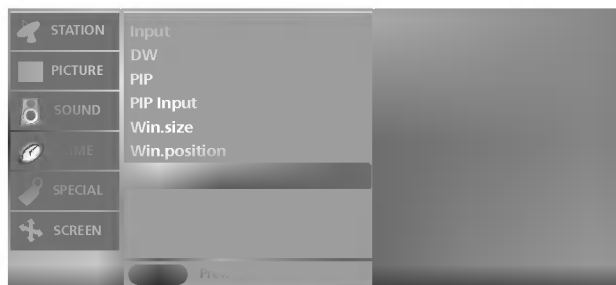 STATION
PICTURE
SOUND
SPECIAL
SCREEN
Input
DW
PIP
PIP Input
Win.size
Win.position